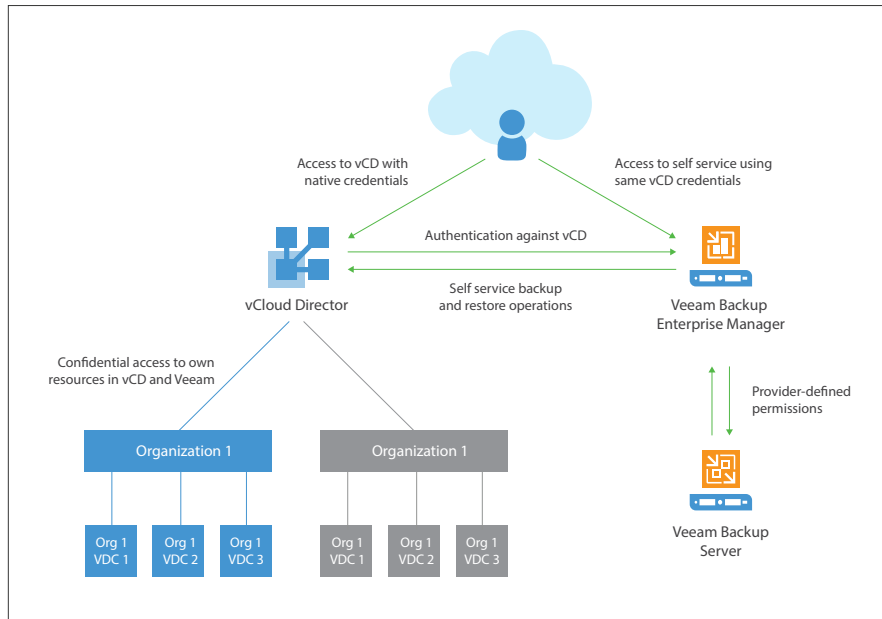 Access to vCD with
native credentials
Access to self service using
same vCD credentials
Authentication against vCD
Self service backup
and restore operations
vCloud Director
Veeam Backup
Enterprise Manager
Confidential access to own
resources in vCD and Veeam
Provider-defined
permissions
Organization 1
Organization 1
Veeam Backup
Server
Org 1
VDC 1
Org 1
VDC 2
Org 1
VDC 3
Org 1
VDC 1
Org 1
VDC 2
Org 1
VDC 3